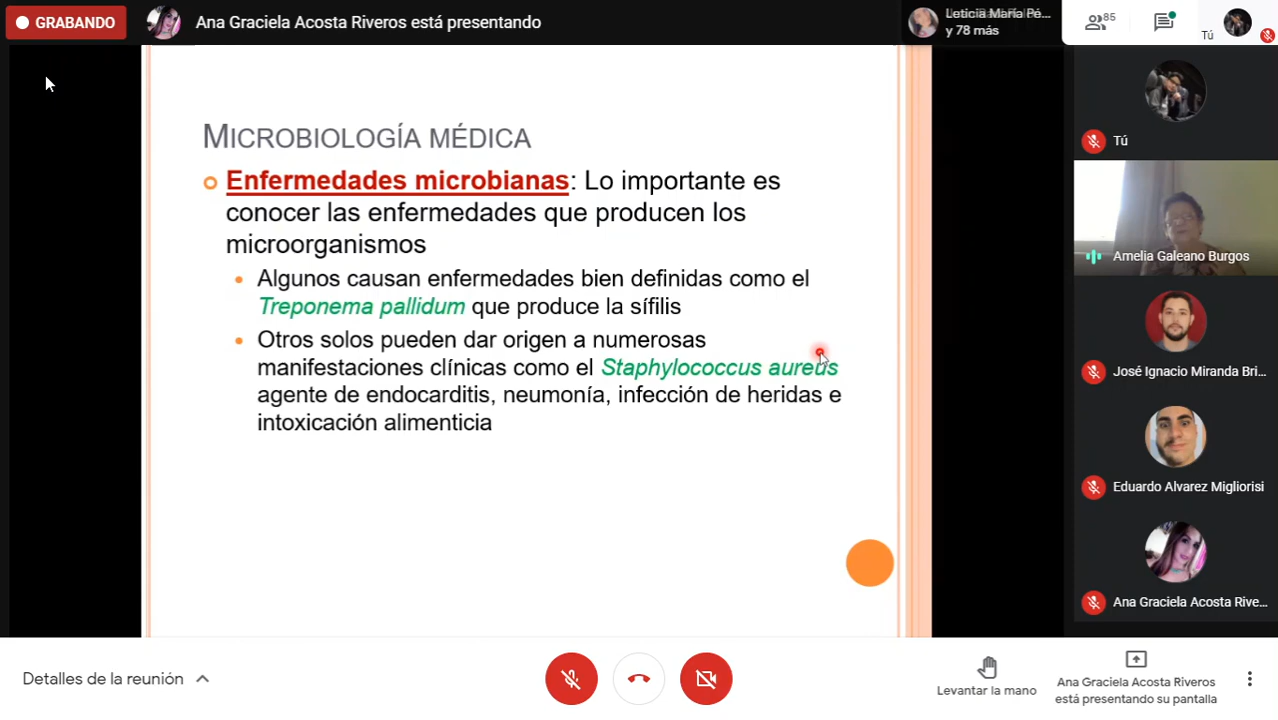 GRABANDO
Ana Graciela Acosta Riveros está presentando
Leticia María Pé...
y 78 más
85
Tú
MICROBIOLOGÍA MÉDICA
Enfermedades microbianas: Lo importante es
conocer las enfermedades que producen los
microorganismos
Algunos causan enfermedades bien definidas como el
Treponema pallidum que produce la sífilis
Otros solos pueden dar origen a numerosas
manifestaciones clínicas como el Staphylococcus aureus
agente de endocarditis, neumonía, infección de heridas e
intoxicación alimenticia
Tú
Amelia Galeano Burgos
José Ignacio Miranda Bri...
Eduardo Alvarez Migliorisi
Ana Graciela Acosta Rive...
Detalles de la reunión
Levantar la mano
Ana Graciela Acosta Riveros
está presentando su pantalla